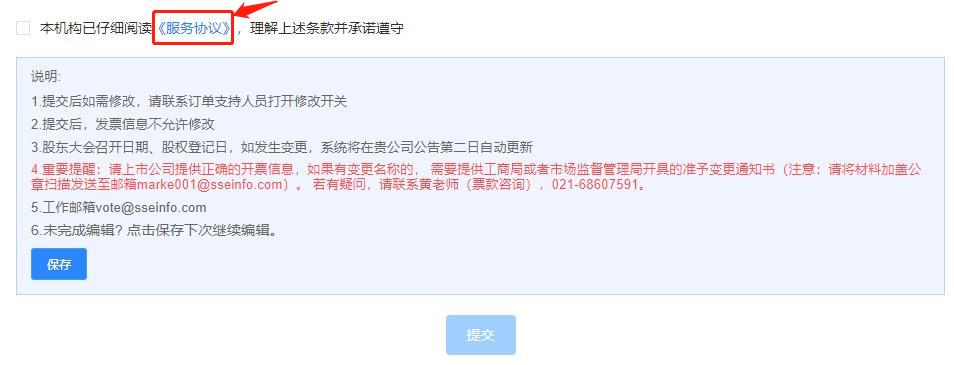 本机构已仔细阅读《服务协议》，理解上述条款并承诺遵守
说明:
1.提交后如需修改，请联系订单支持人员打开修改开关
2.提交后，发票信息不允许修改
3.股东大会召开日期、股权登记日，如发生变更，系统将在贵公司公告第二日自动更新
4.重要提醒：请上市公司提供正确的开票信息，如果有变更名称的， 需要提供工商局或者市场监督管理局开具的准予变更通知书（注意：请将材料加盖公
章扫描发送至邮箱marke001@sseinfo.com）。 若有疑问，请联系黄老师（票款咨询），021-68607591。
5.工作邮箱vote@sseinfo.com
6.未完成编辑? 点击保存下次继续编辑。
保存
提交